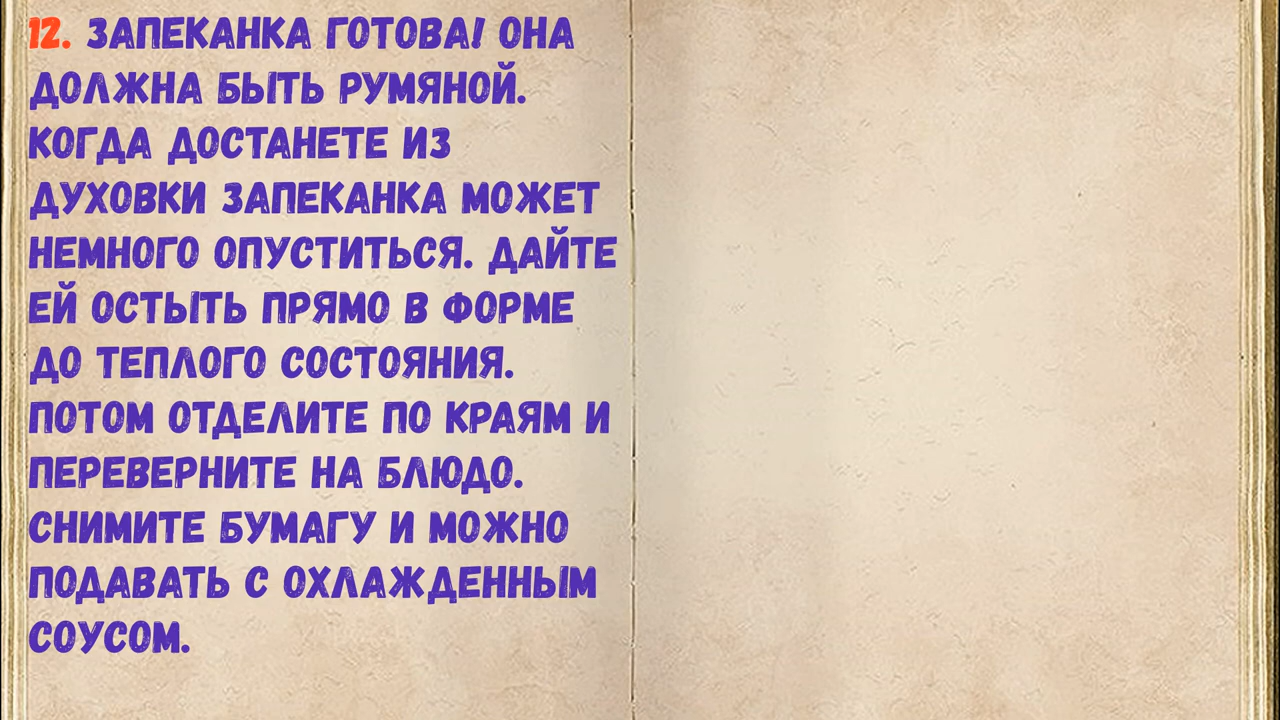 12. ЗАПЕКАНКА ГОТОВА! ОНА
ДОЛЖНА БЫТЬ РУМЯНОЙ.
КОГДА ДОСТАНЕТЕ ИЗ
ДУХОВКИ ЗАПЕКАНКА МОЖЕТ
НЕМНОГО ОПУСТИТЬСЯ. ДАЙТЕ
ЕЙ ОСТЫТЬ ПРЯМО В ФОРМЕ
ДО ТЕПЛОГО СОСТОЯНИЯ.
ПОТОМ ОТДЕЛИТЕ ПО КРАЯМ И
ПЕРЕВЕРНИТЕ НА БЛЮДО.
СНИМИТЕ БУМАГУ И МОЖНО
ПОДАВАТЬ С ОХЛАЖДЕННЫМ
СОУСОМ.